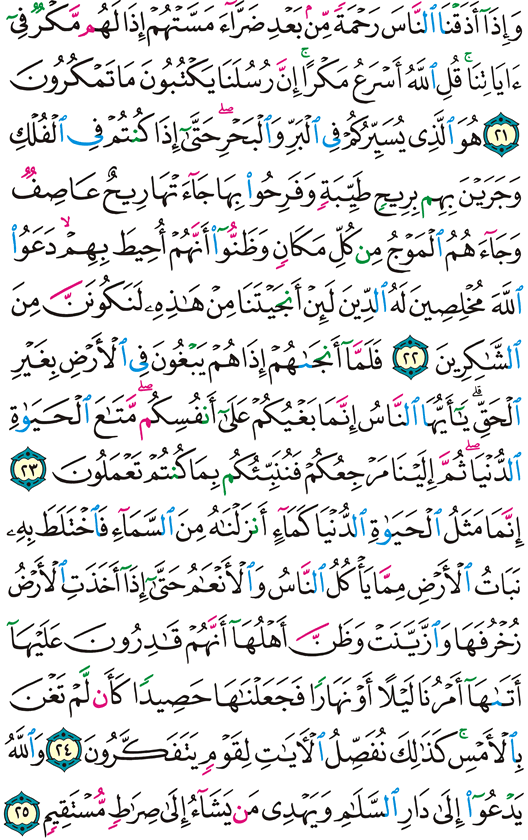 وَإِذَآ أَذَقْنَا ٱلنَّاسَ رَحْمَةً مِّنۢ بَعْدِ ضَرَّآءَ مَسَّتْهُمْ إِذَا لَهُم مَّكْرٌ فِىٓ
ءَايَاتِنَا ۚ قُلِ ٱللَّهُ أَسْرَعُ مَكْرًا ۚ إِنَّ رُسُلَنَا يَكْتُبُونَ مَا تَمْكُرُونَ
٢١ هُوَ ٱلَّذِى يُسَيِّرُكُمْ فِى ٱلْبَرِّ وَٱلْبَحْرِ ۖ حَتَّىٰٓ إِذَا كُنتُمْ فِى ٱلْفُلْكِ
وَجَرَيْنَ بِهِم بِرِيحٍ طَيِّبَةٍ وَفَرِحُوا۟ بِهَا جَآءَتْهَا رِيحٌ عَاصِفٌ
وَجَآءَهُمُ ٱلْمَوْجُ مِن كُلِّ مَكَانٍ وَظَنُّوٓا۟ أَنَّهُمْ أُحِيطَ بِهِمْ ۙ دَعَوُا۟
ٱللَّهَ مُخْلِصِينَ لَهُ ٱلدِّينَ لَئِنْ أَنجَيْتَنَا مِنْ هَـٰذِهِۦ لَنَكُونَنَّ مِنَ
ٱلشَّـٰكِرِينَ ٢٢ فَلَمَّآ أَنجَىٰهُمْ إِذَا هُمْ يَبْغُونَ فِى ٱلْأَرْضِ بِغَيْرِ
ٱلْحَقِّ ۗ يَـٰٓأَيُّهَا ٱلنَّاسُ إِنَّمَا بَغْيُكُمْ عَلَىٰٓ أَنفُسِكُم ۖ مَّتَـٰعَ ٱلْحَيَوٰةِ
ٱلدُّنْيَا ۖ ثُمَّ إِلَيْنَا مَرْجِعُكُمْ فَنُنَبِّئُكُم بِمَا كُنتُمْ تَعْمَلُونَ ٢٣
إِنَّمَا مَثَلُ ٱلْحَيَوٰةِ ٱلدُّنْيَا كَمَآءٍ أَنزَلْنَـٰهُ مِنَ ٱلسَّمَآءِ فَٱخْتَلَطَ بِهِۦ
نَبَاتُ ٱلْأَرْضِ مِمَّا يَأْكُلُ ٱلنَّاسُ وَٱلْأَنْعَـٰمُ حَتَّىٰٓ إِذَآ أَخَذَتِ ٱلْأَرْضُ
زُخْرُفَهَا وَٱزَّيَّنَتْ وَظَنَّ أَهْلُهَآ أَنَّهُمْ قَـٰدِرُونَ عَلَيْهَآ
أَتَىٰهَآ أَمْرُنَا لَيْلًا أَوْ نَهَارًا فَجَعَلْنَـٰهَا حَصِيدًا كَأَن لَّمْ تَغْنَ
بِٱلْأَمْسِ ۚ كَذَٰلِكَ نُفَصِّلُ ٱلْآيَـٰتِ لِقَوْمٍ يَتَفَكَّرُونَ ٢٤ وَٱللَّهُ
يَدْعُوٓا۟ إِلَىٰ دَارِ ٱلسَّلَـٰمِ وَيَهْدِى مَن يَشَآءُ إِلَىٰ صِرَٰطٍ مُّسْتَقِيمٍ ٢٥